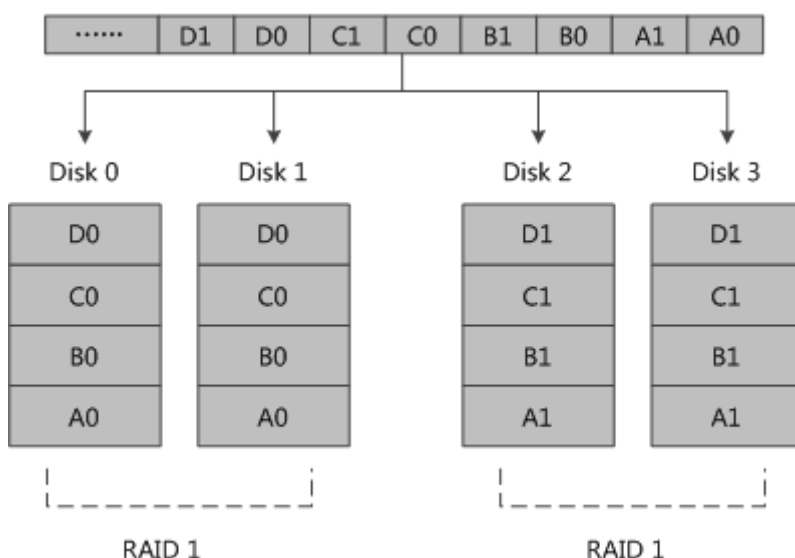 ...... D1 D0 C1 C0 B1 B0 A1 A0
Disk 0 Disk 1 Disk 2 Disk 3
D0 D0 D1 D1
C0 C0 C1 C1
B0 B0 B1 B1
A0 A0 A1 A1
RAID 1 RAID 1